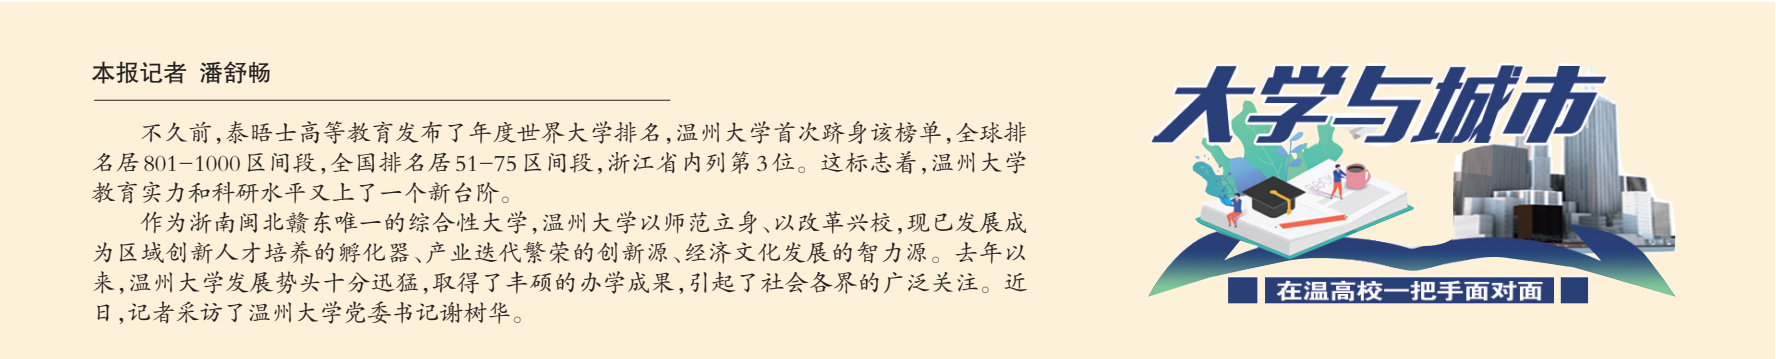 本报记者 潘舒畅
不久前,泰晤士高等教育发布了年度世界大学排名,温州大学首次跻身该榜单,全球排
名居801-1000区间段,全国排名居51-75区间段,浙江省内列第3位。这标志着,温州大学
教育实力和科研水平又上了一个新台阶。
作为浙南闽北赣东唯一的综合性大学,温州大学以师范立身、以改革兴校,现已发展成
为区域创新人才培养的孵化器、产业迭代繁荣的创新源、经济文化发展的智力源。去年以
来,温州大学发展势头十分迅猛,取得了丰硕的办学成果,引起了社会各界的广泛关注。近
日,记者采访了温州大学党委书记谢树华。
大学与城市
在温高校一把手面对面